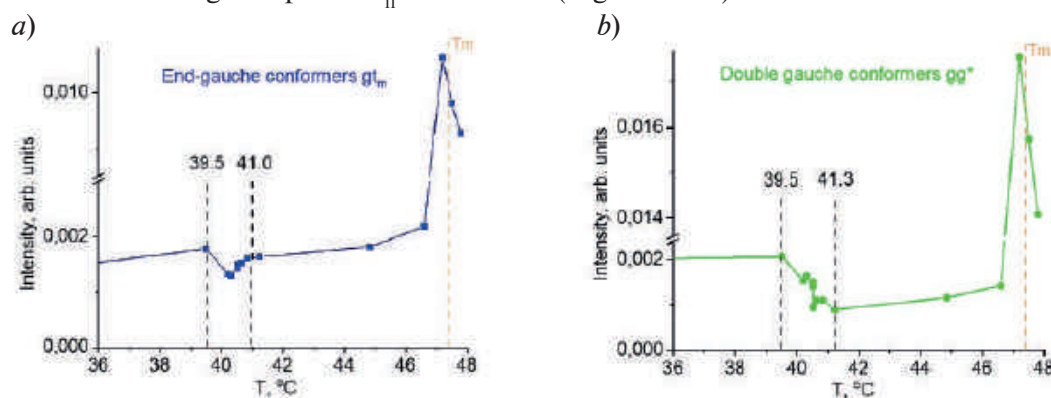 a)
b)
Tm
End-gauche conformers gtm
0,010
39.5
41.0
0,002
0,000
36 38 40 42 44 46 48
T, ºC
Intensity, arb. units
Tm
Double gauche conformers gg*
0,016
39.5
41.3
0,014
0,002
0,000
36 38 40 42 44 46 48
T, ºC
Intensity, arb. units